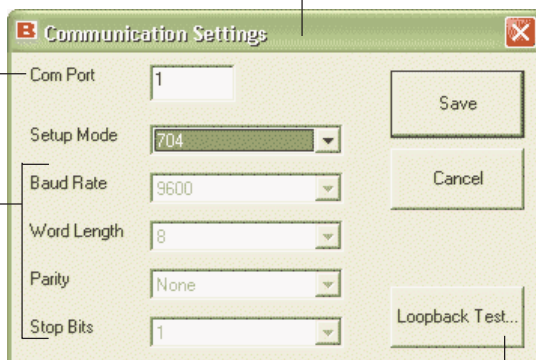 B Communication Settings
Com Port 1
Save
Setup Mode 704
Baud Rate 9600
Cancel
Word Length 8
Parity None
Loopback Test...
Stop Bits 1